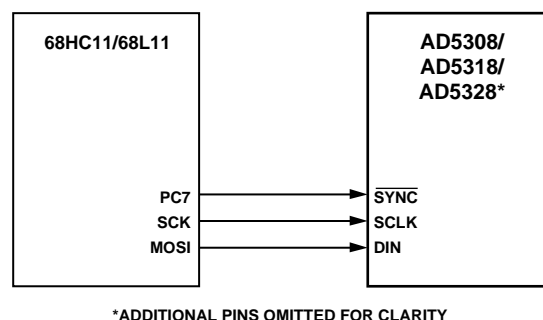 68HC11/68L11
AD5308/
AD5318/
AD5328*
PC7
SCK
MOSI
SYNC
SCLK
DIN
*ADDITIONAL PINS OMITTED FOR CLARITY